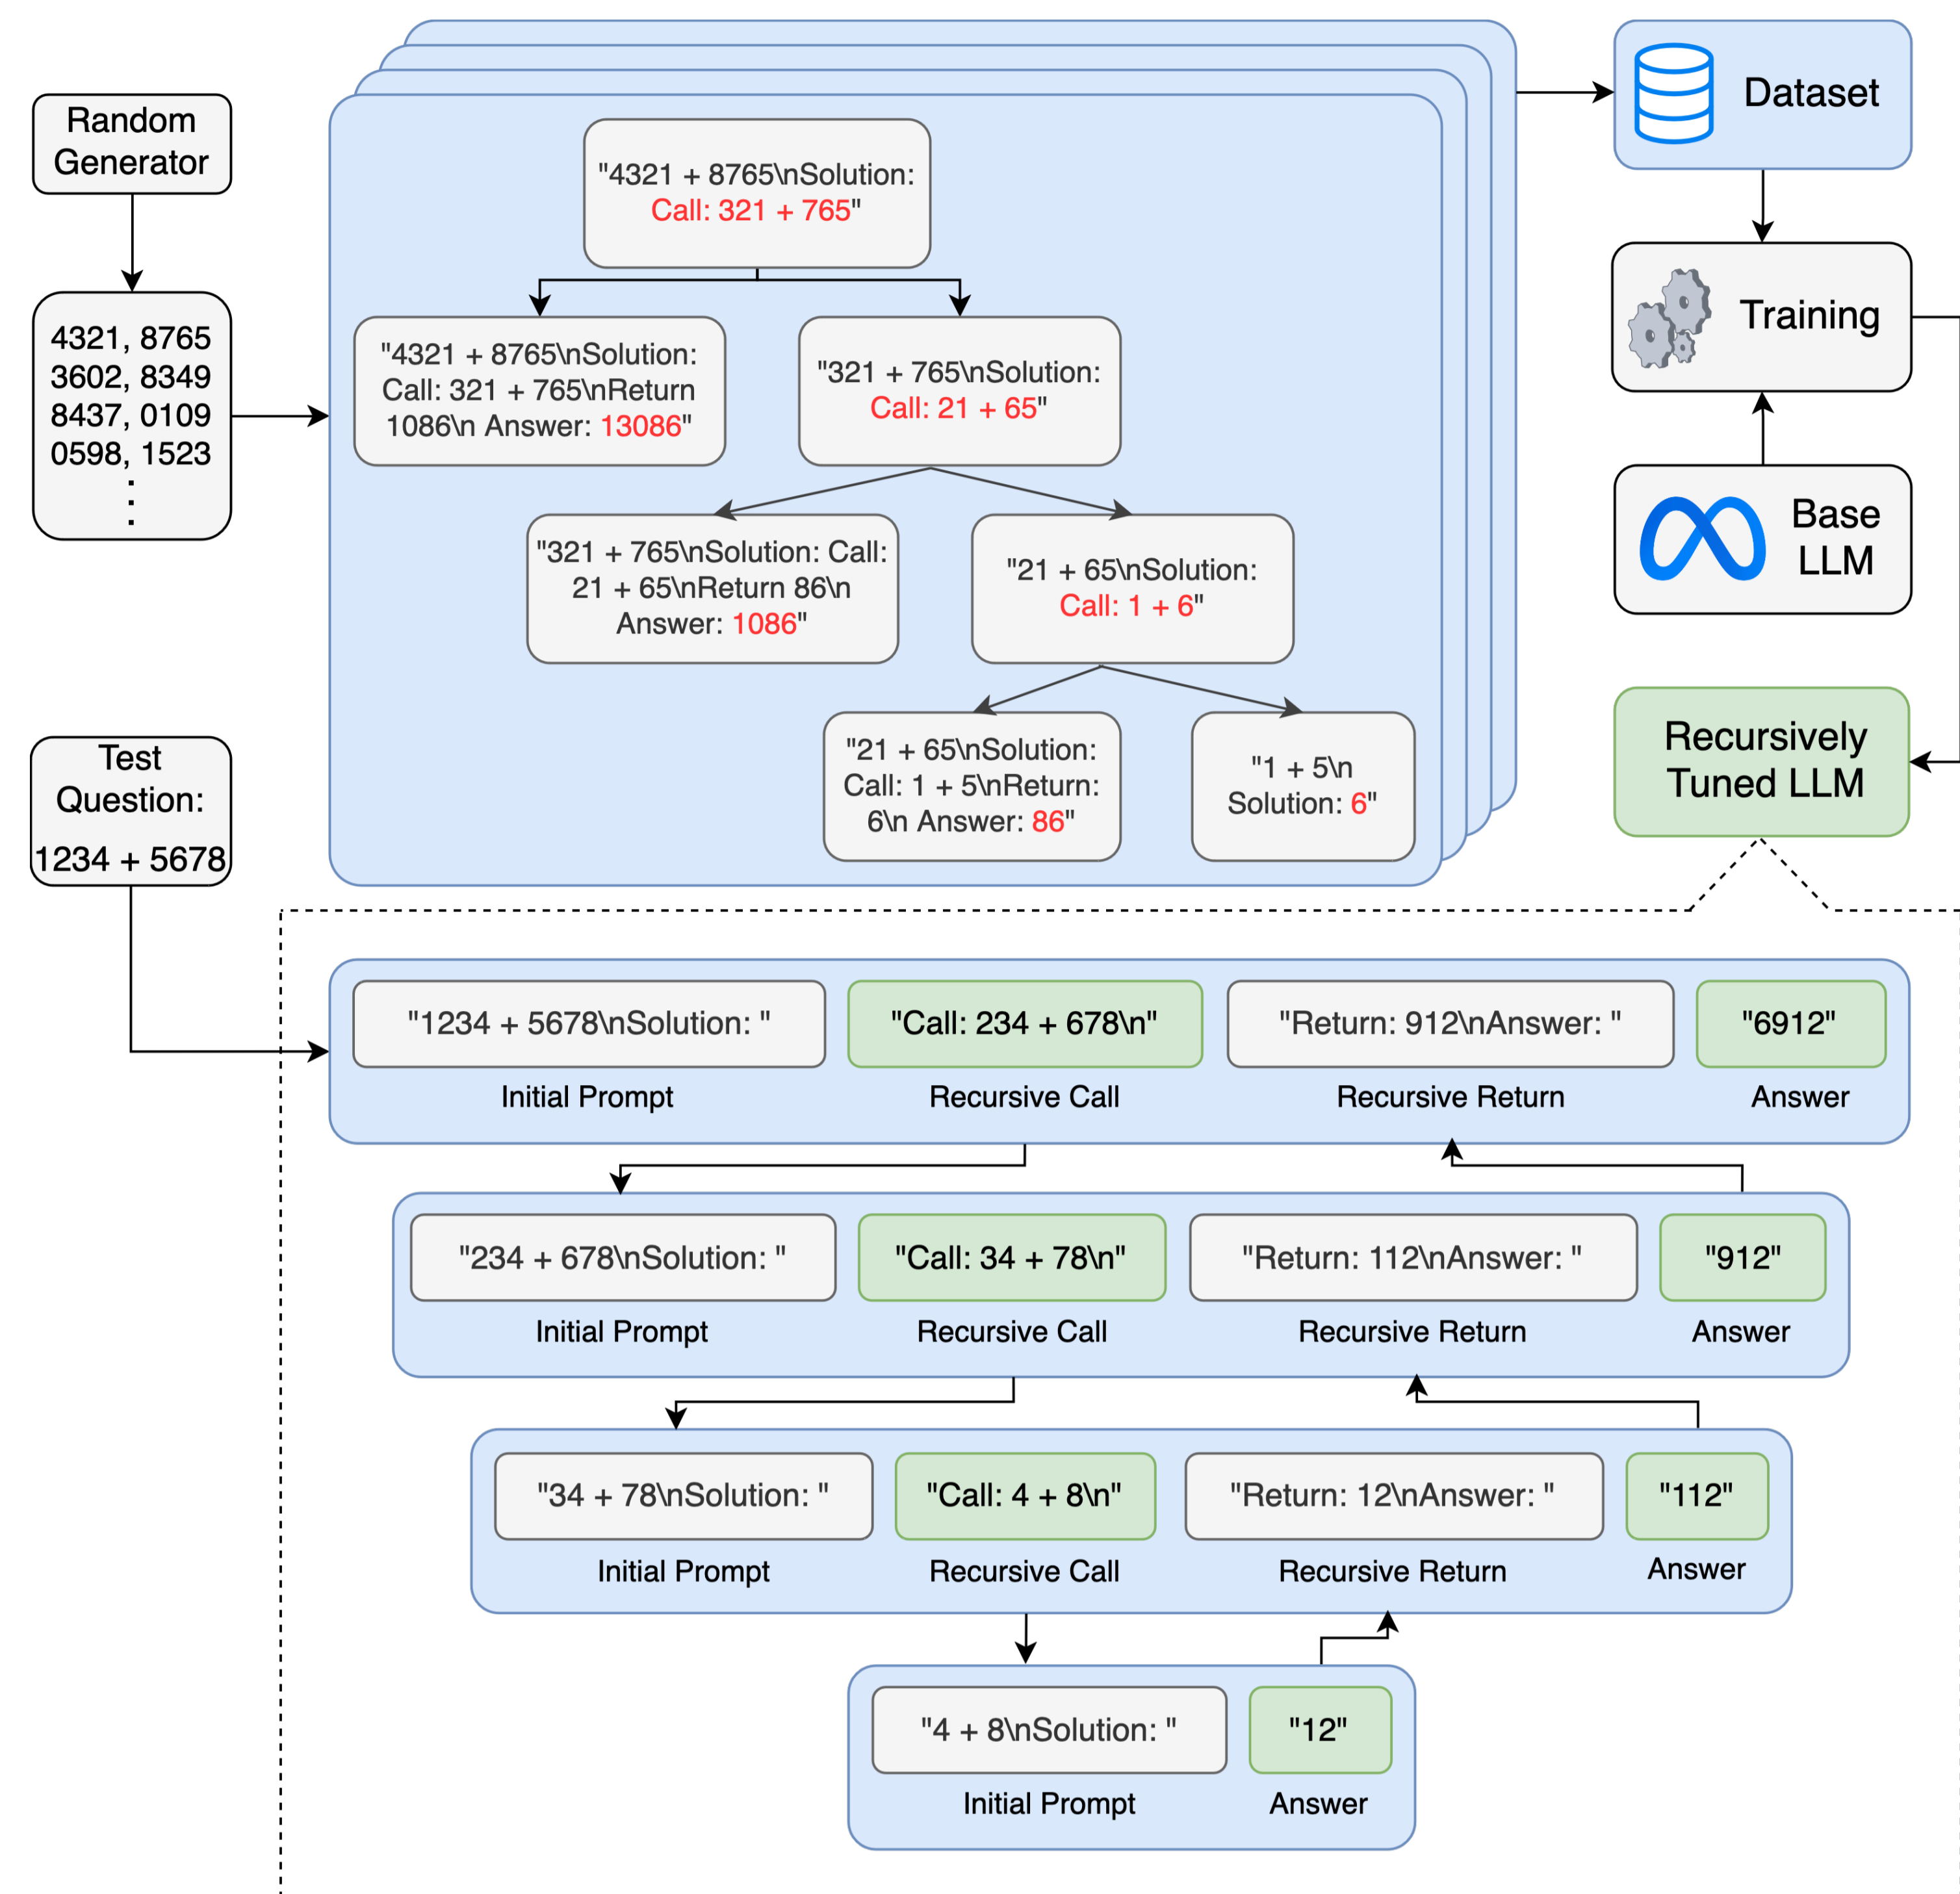 Random
Generator
4321, 8765
3602, 8349
8437, 0109
0598, 1523
"4321 + 8765\nSolution:
Call: 321 + 765"
"4321 + 8765\nSolution:
Call: 321 + 765\nReturn
1086\n Answer: 13086"
"321 + 765\nSolution:
Call: 21 + 65"
"321 + 765\nSolution: Call:
21 + 65\nReturn 86\n
Answer: 1086"
"21 + 65\nSolution:
Call: 1 + 6"
"21 + 65\nSolution:
Call: 1 + 5\nReturn:
6\n Answer: 86"
"1 + 5\n
Solution: 6"
Dataset
Training
Base
LLM
Recursively
Tuned LLM
Test
Question:
1234 + 5678
"1234 + 5678\nSolution: "
"Call: 234 + 678\n"
"Return: 912\nAnswer: "
"6912"
Initial Prompt
Recursive Call
Recursive Return
Answer
"234 + 678\nSolution: "
"Call: 34 + 78\n"
"Return: 112\nAnswer: "
"912"
Initial Prompt
Recursive Call
Recursive Return
Answer
"34 + 78\nSolution: "
"Call: 4 + 8\n"
"Return: 12\nAnswer: "
"112"
Initial Prompt
Recursive Call
Recursive Return
Answer
"4 + 8\nSolution: "
"12"
Initial Prompt
Answer